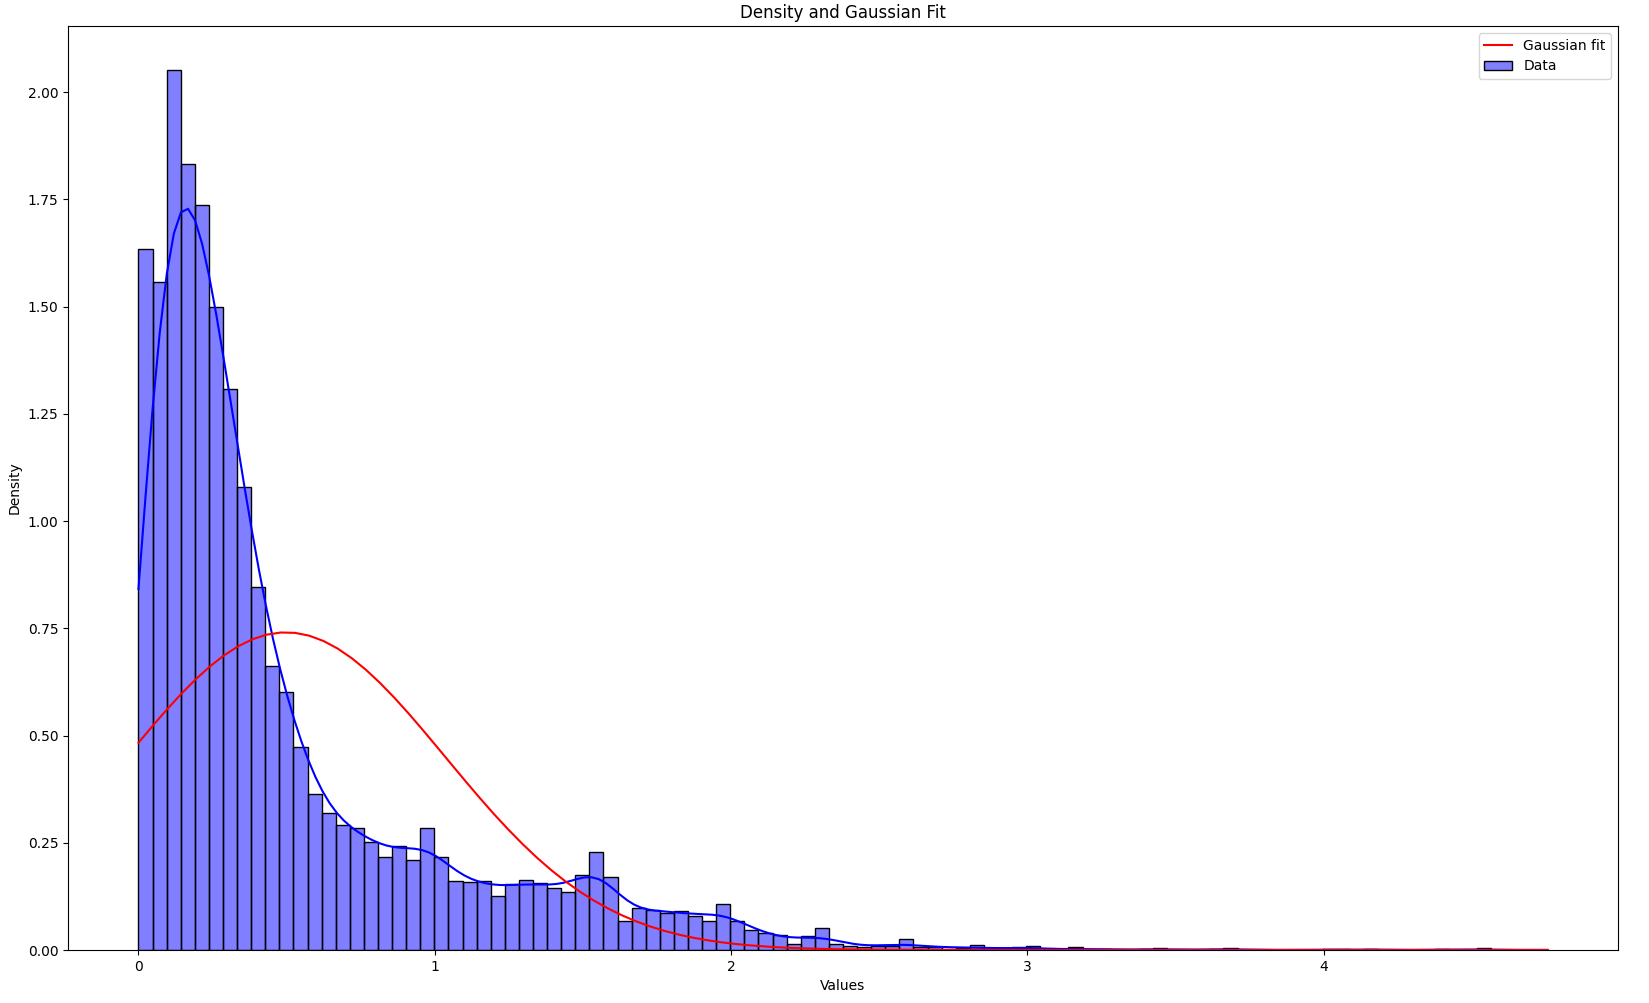 Density and Gaussian Fit
Gaussian fit
Data
2.00
1.75
1.50
1.25
1.00
0.75
0.50
0.25
0.00
Density
0 1 2 3 4
Values